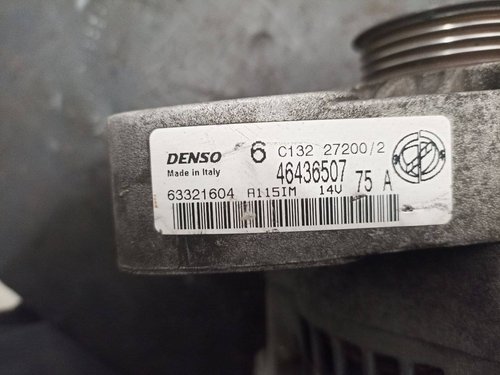 DENSO 6 C132 27200/2
Made in Italy 46436507 75 A
63321604 A115IM 14V